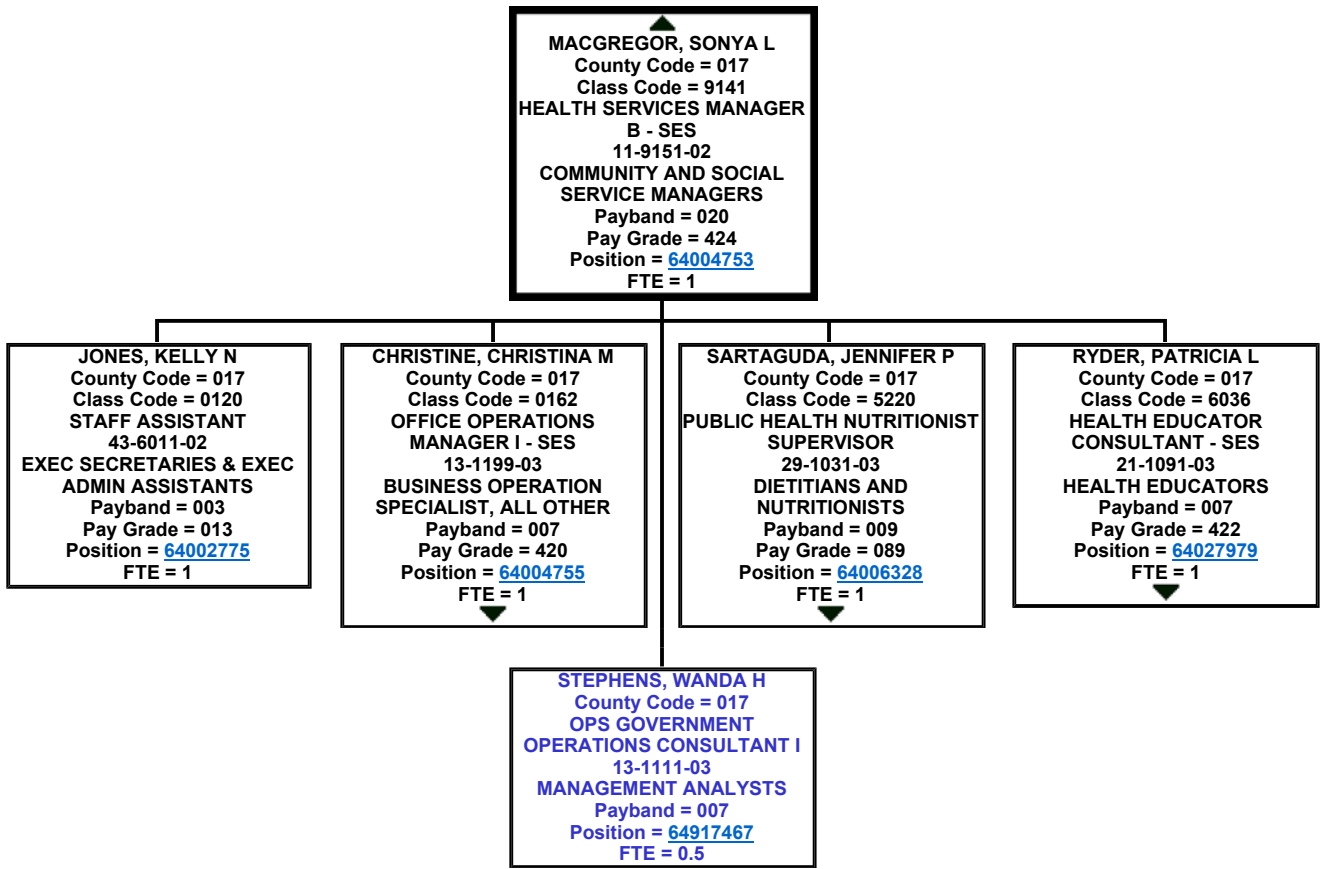 MACGREGOR, SONYA L
County Code = 017
Class Code = 9141
HEALTH SERVICES MANAGER
B - SES
11-9151-02
COMMUNITY AND SOCIAL
SERVICE MANAGERS
Payband = 020
Pay Grade = 424
Position = 64004753
FTE = 1
JONES, KELLY N
County Code = 017
Class Code = 0120
STAFF ASSISTANT
43-6011-02
EXEC SECRETARIES & EXEC
ADMIN ASSISTANTS
Payband = 003
Pay Grade = 013
Position = 64002775
FTE = 1
CHRISTINE, CHRISTINA M
County Code = 017
Class Code = 0162
OFFICE OPERATIONS
MANAGER I - SES
13-1199-03
BUSINESS OPERATION
SPECIALIST, ALL OTHER
Payband = 007
Pay Grade = 420
Position = 64004755
FTE = 1
SARTAGUDA, JENNIFER P
County Code = 017
Class Code = 5220
PUBLIC HEALTH NUTRITIONIST
SUPERVISOR
29-1031-03
DIETITIANS AND
NUTRITIONISTS
Payband = 009
Pay Grade = 089
Position = 64006328
FTE = 1
RYDER, PATRICIA L
County Code = 017
Class Code = 6036
HEALTH EDUCATOR
CONSULTANT - SES
21-1091-03
HEALTH EDUCATORS
Payband = 007
Pay Grade = 422
Position = 64027979
FTE = 1
STEPHENS, WANDA H
County Code = 017
OPS GOVERNMENT
OPERATIONS CONSULTANT I
13-1111-03
MANAGEMENT ANALYSTS
Payband = 007
Position = 64917467
FTE = 0.5